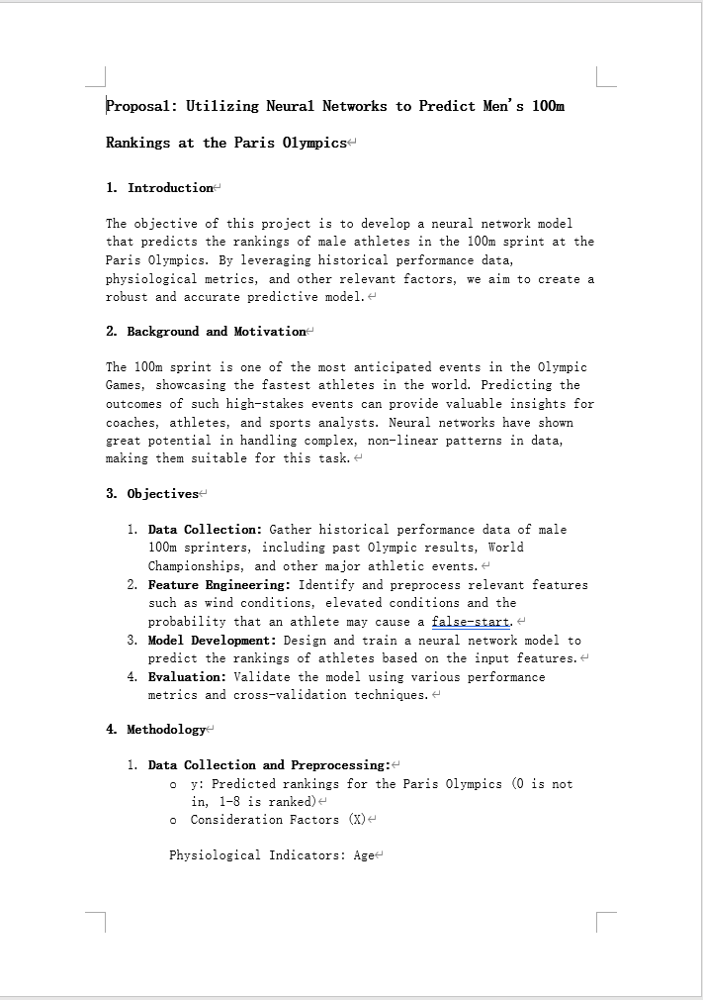 Proposal: Utilizing Neural Networks to Predict Men's 100m
Rankings at the Paris Olympics
1. Introduction
The objective of this project is to develop a neural network model
that predicts the rankings of male athletes in the 100m sprint at the
Paris Olympics. By leveraging historical performance data,
physiological metrics, and other relevant factors, we aim to create a
robust and accurate predictive model.
2. Background and Motivation
The 100m sprint is one of the most anticipated events in the Olympic
Games, showcasing the fastest athletes in the world. Predicting the
outcomes of such high-stakes events can provide valuable insights for
coaches, athletes, and sports analysts. Neural networks have shown
great potential in handling complex, non-linear patterns in data,
making them suitable for this task.
3. Objectives
1. Data Collection: Gather historical performance data of male
100m sprinters, including past Olympic results, World
Championships, and other major athletic events.
2. Feature Engineering: Identify and preprocess relevant features
such as wind conditions, elevated conditions and the
probability that an athlete may cause a false-start.
3. Model Development: Design and train a neural network model to
predict the rankings of athletes based on the input features.
4. Evaluation: Validate the model using various performance
metrics and cross-validation techniques.
4. Methodology
1. Data Collection and Preprocessing:
o y: Predicted rankings for the Paris Olympics (0 is not
in, 1-8 is ranked)
o Consideration Factors (X)
Physiological Indicators: Age